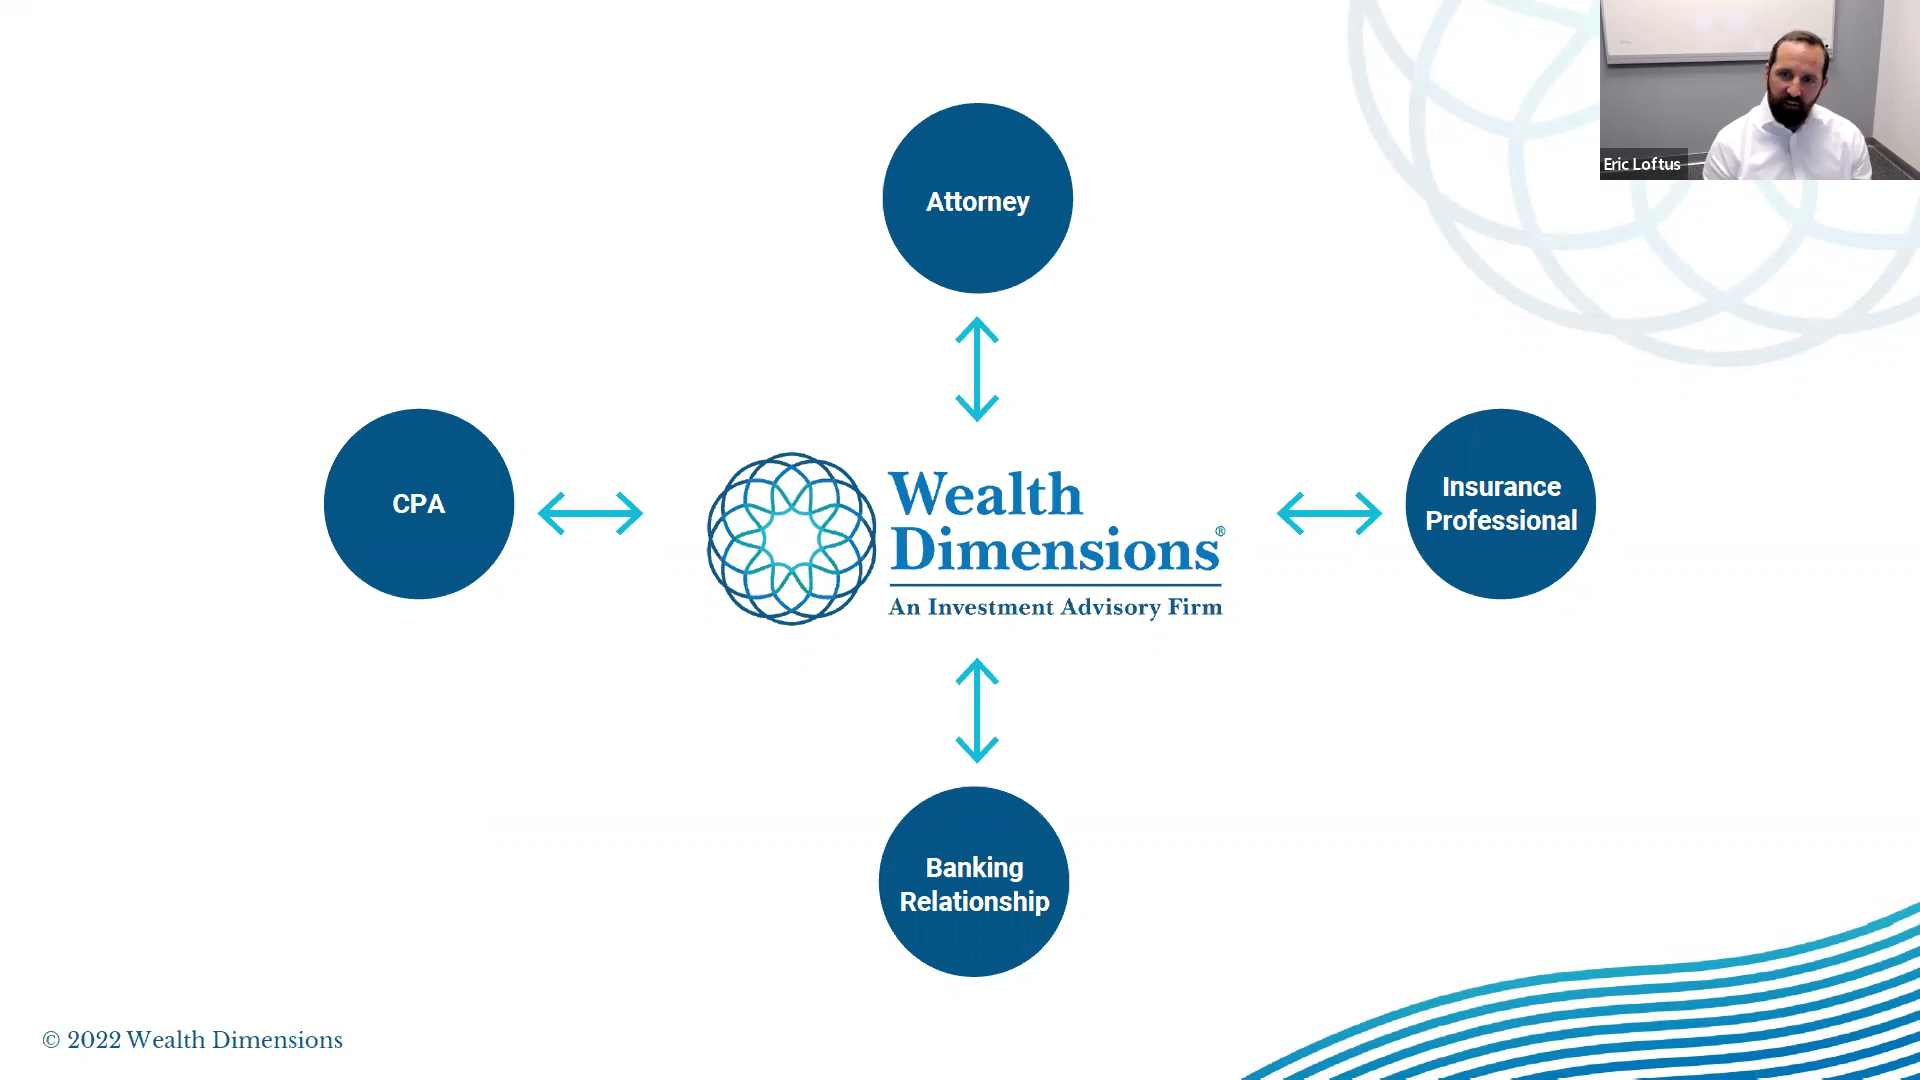 Eric Loftus
Attorney
CPA
Wealth
Dimensions®
An Investment Advisory Firm
Insurance
Professional
Banking
Relationship
© 2022 Wealth Dimensions